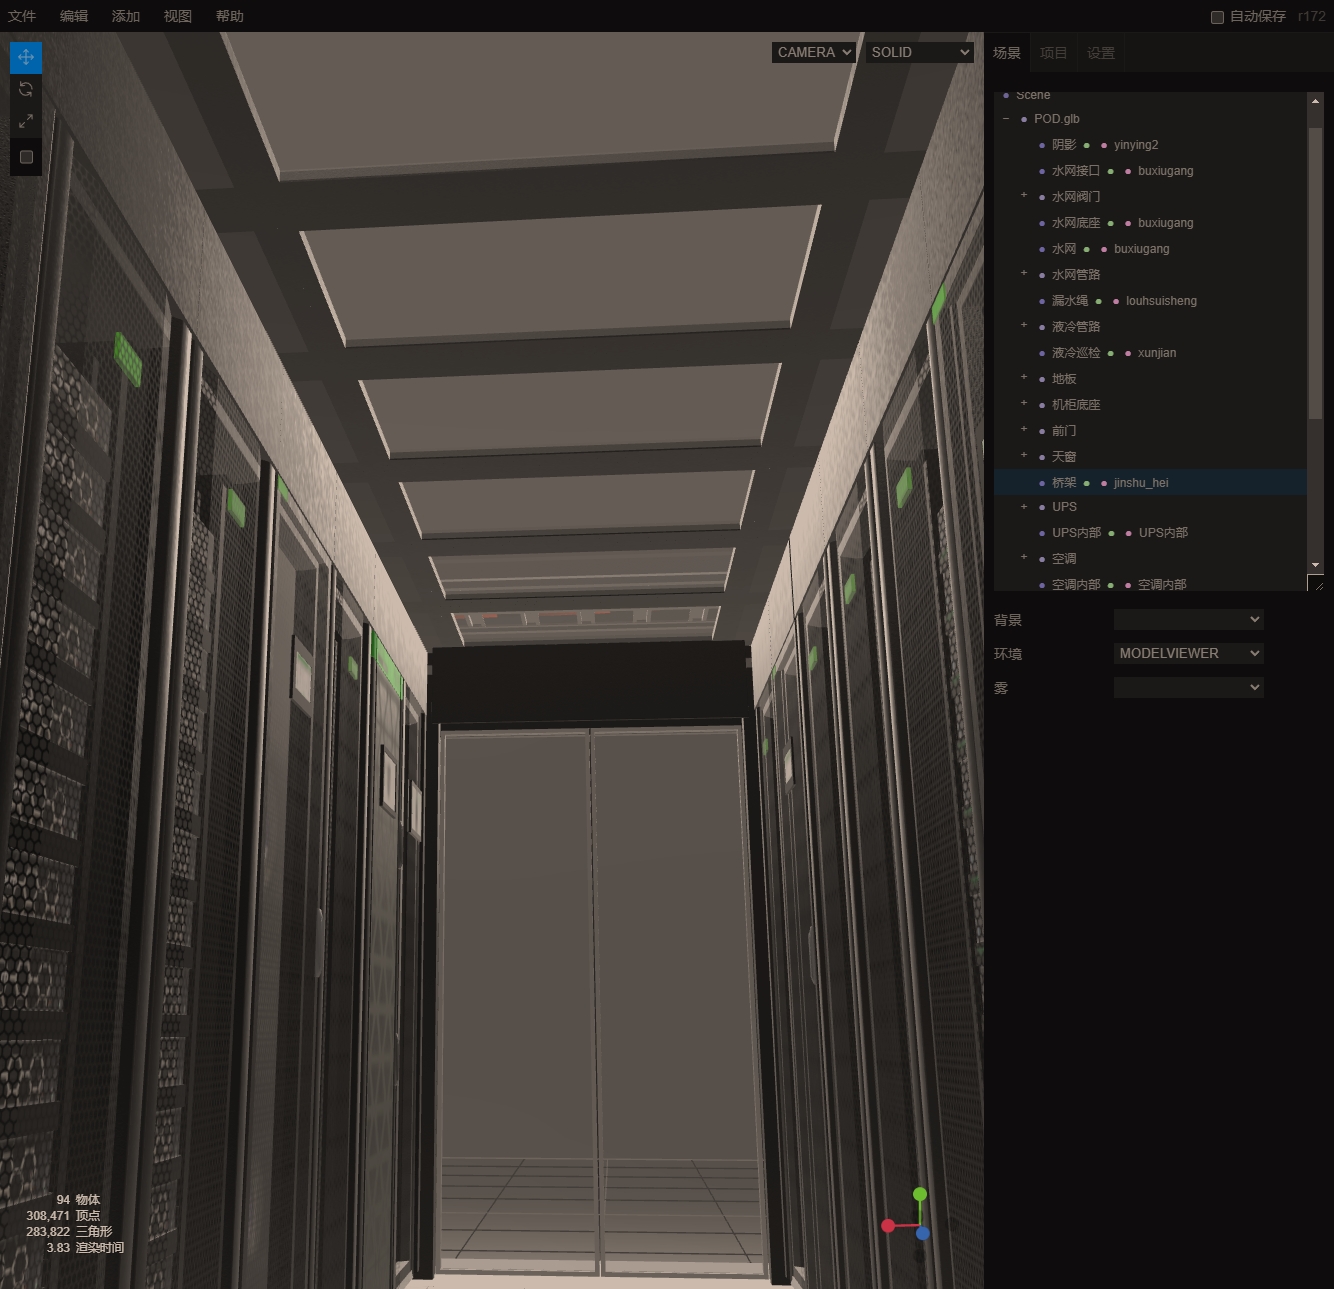 文件 编辑 添加 视图 帮助 自动保存 r172
CAMERA SOLID
场景 项目 设置
Scene
POD.glb
阴影 yinying2
水网接口 buxiugang
水网阀门
水网底座 buxiugang
水网 buxiugang
水网管路
漏水绳 louhsuisheng
液冷管路
液冷巡检 xunjian
地板
机柜底座
前门
天窗
桥架 jinshu_hei
UPS
UPS内部 UPS内部
空调
空调内部 空调内部
背景
环境 MODELVIEWER
雾
94 物体
308,471 顶点
283,822 三角形
3.83 渲染时间